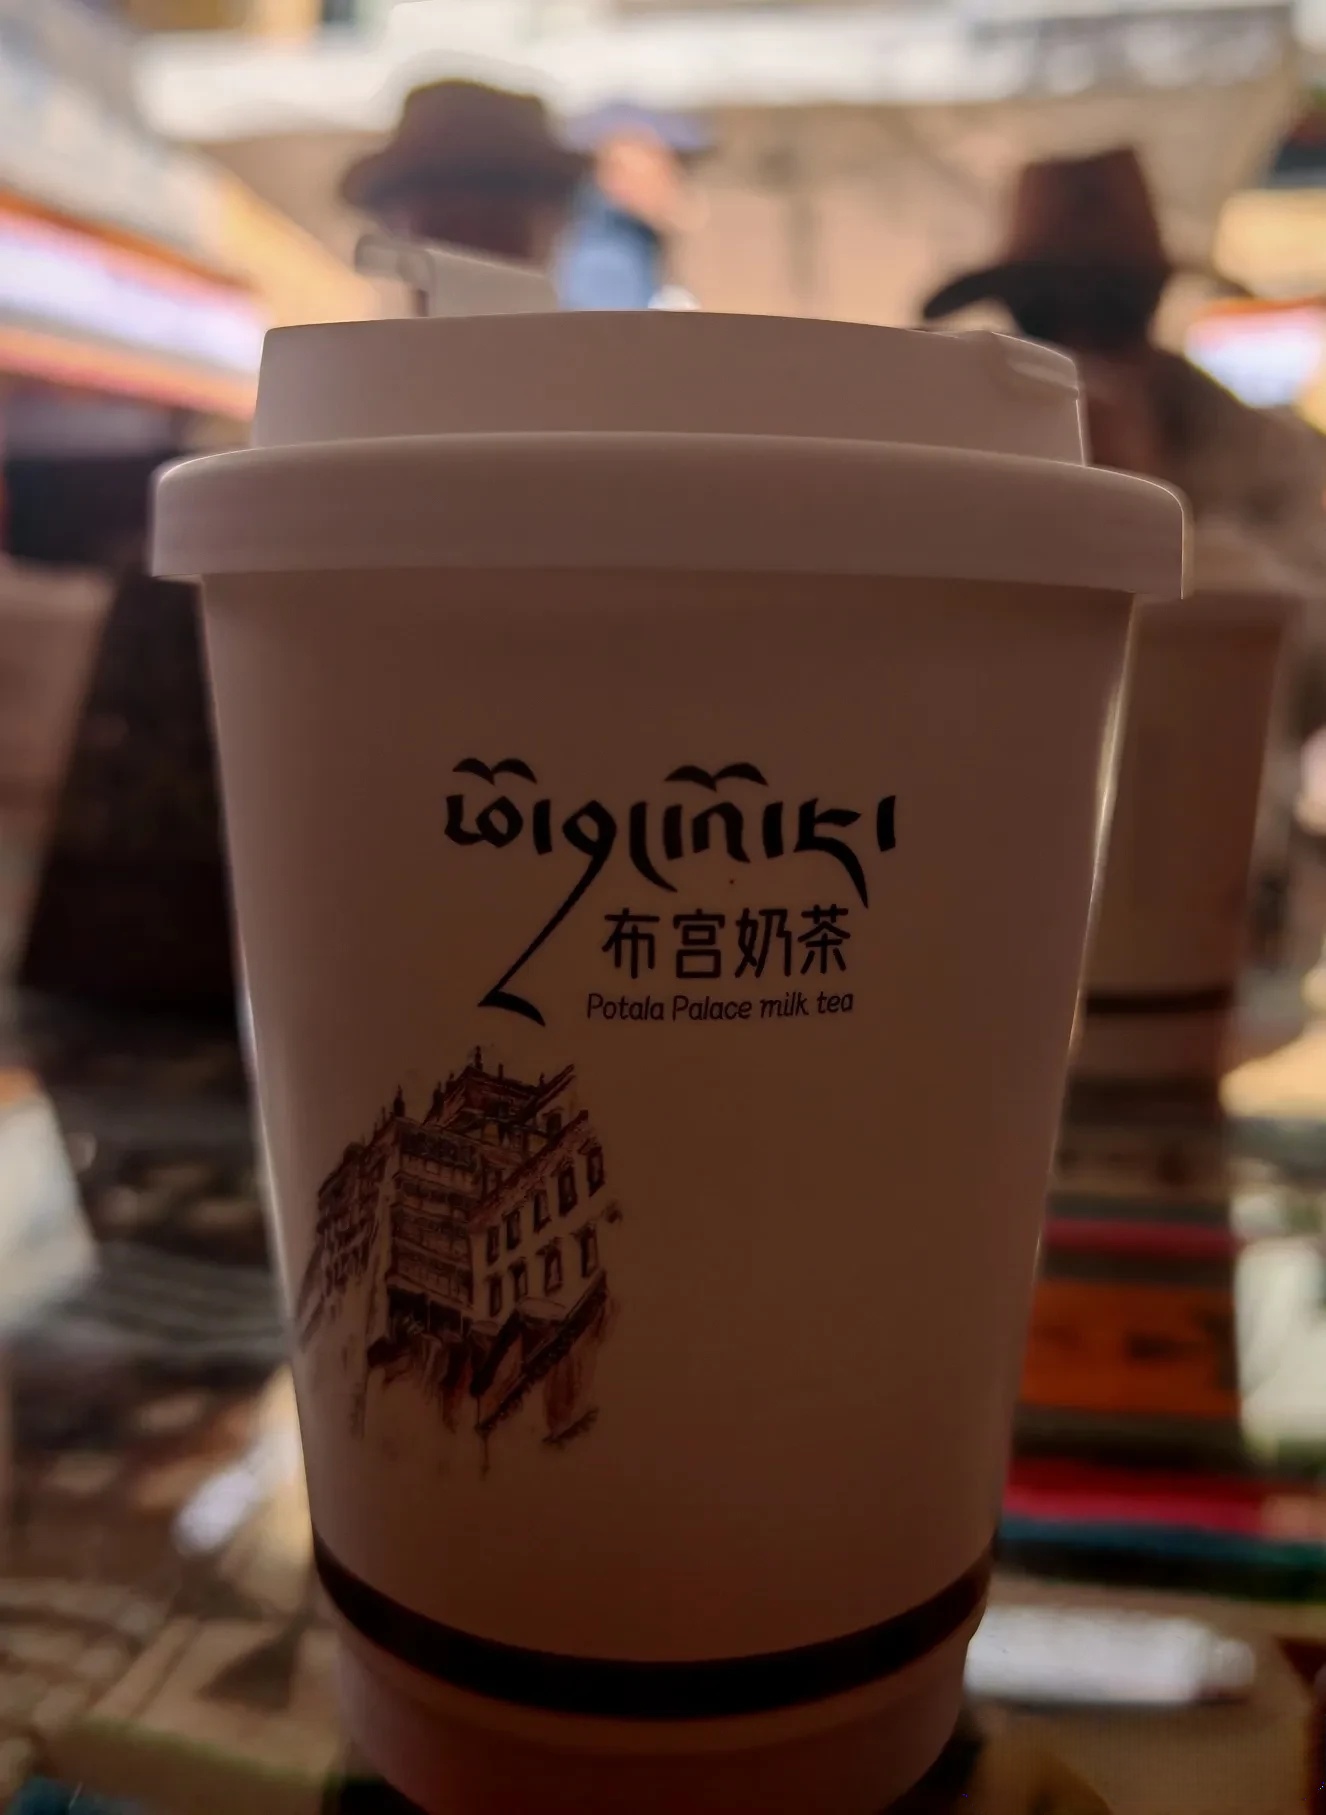 布宫奶茶
Potala Palace milk tea